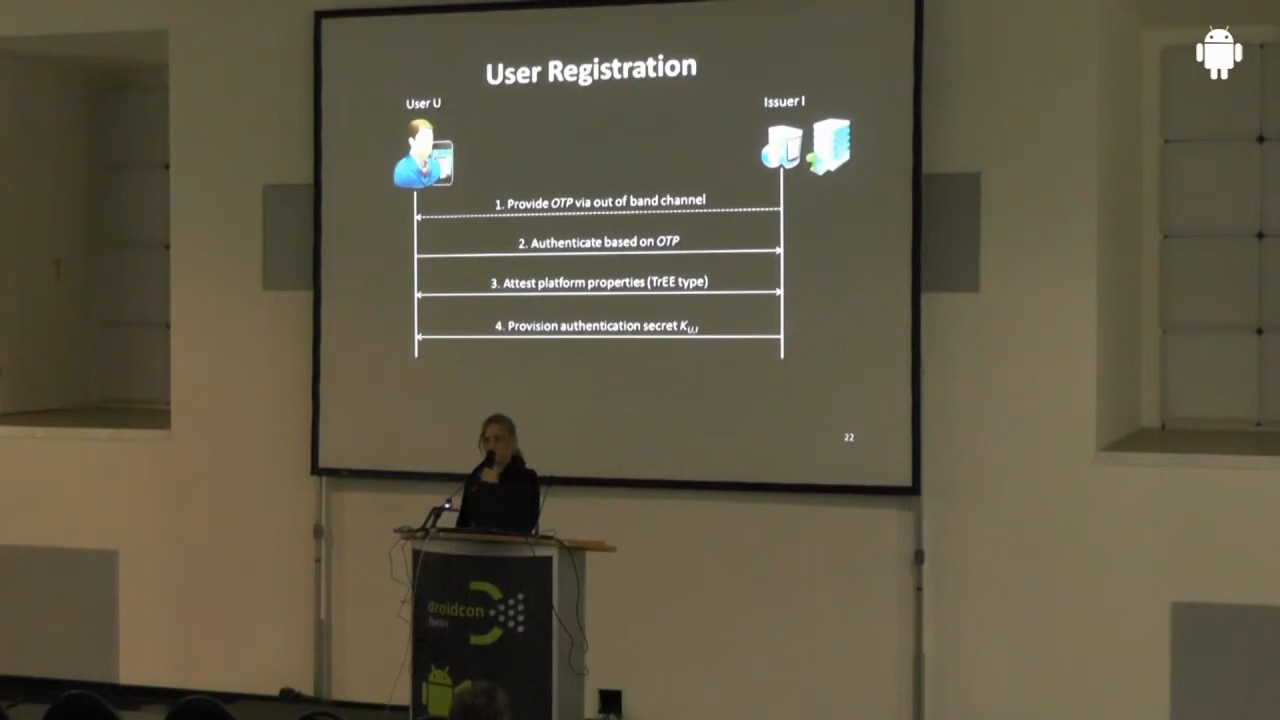 User Registration
User U
Issuer I
1. Provide OTP via out of band channel
2. Authenticate based on OTP
3. Attest platform properties (TrEE type)
4. Provision authentication secret K U,I
22
droidcon
Berlin